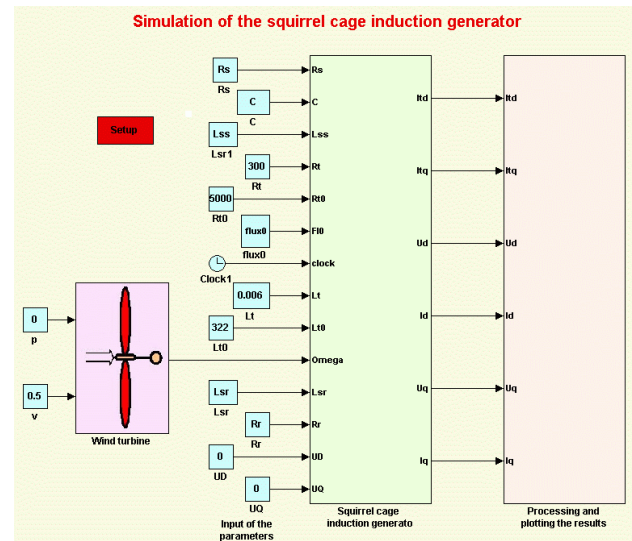 Simulation of the squirrel cage induction generator
Rs
Rs
C
C
Lss
Lsr1
300
Rt
5000
Rt0
flux0
flux0
Clock1
0.006
Lt
322
Lt0
Lsr
Lsr
Rr
Rr
0
UD
0
UQ
Input of the
parameters
Setup
0
p
0.5
v
Wind turbine
Rs
C
Lss
Rt
Rt0
Fl0
clock
Lt
Lt0
Omega
Lsr
Rr
UD
UQ
Itd
Itq
Ud
Id
Uq
Iq
Squirrel cage
induction generato
Itd
Itq
Ud
Id
Uq
Iq
Processing and
plotting the results